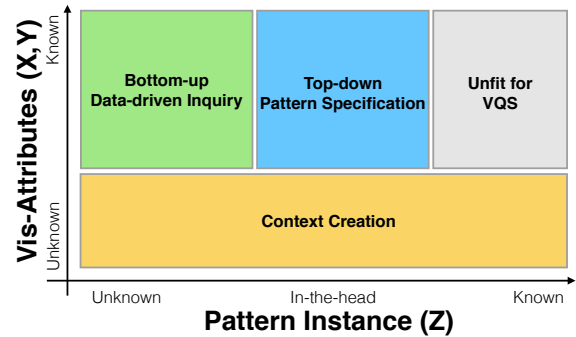 Vis-Attributes (X,Y)
Known
Unknown
Bottom-up
Data-driven Inquiry
Top-down
Pattern Specification
Unfit for
VQS
Context Creation
Unknown
In-the-head
Known
Pattern Instance (Z)